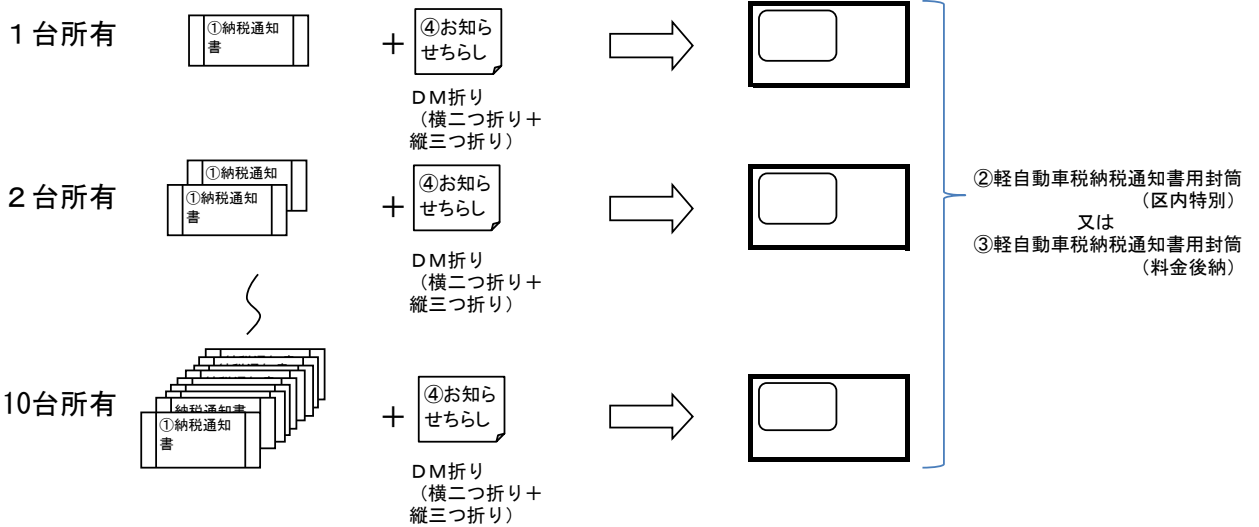 １台所有
①納税通知
書
＋
④お知ら
せちらし
ＤＭ折り
（横二つ折り＋
縦三つ折り）
２台所有
①納税通知
①納税通知
書
＋
④お知ら
せちらし
ＤＭ折り
（横二つ折り＋
縦三つ折り）
②軽自動車税納税通知書用封筒
（区内特別）
又は
③軽自動車税納税通知書用封筒
（料金後納）
10台所有
納税通知書
①納税通知
書
＋
④お知ら
せちらし
ＤＭ折り
（横二つ折り＋
縦三つ折り）